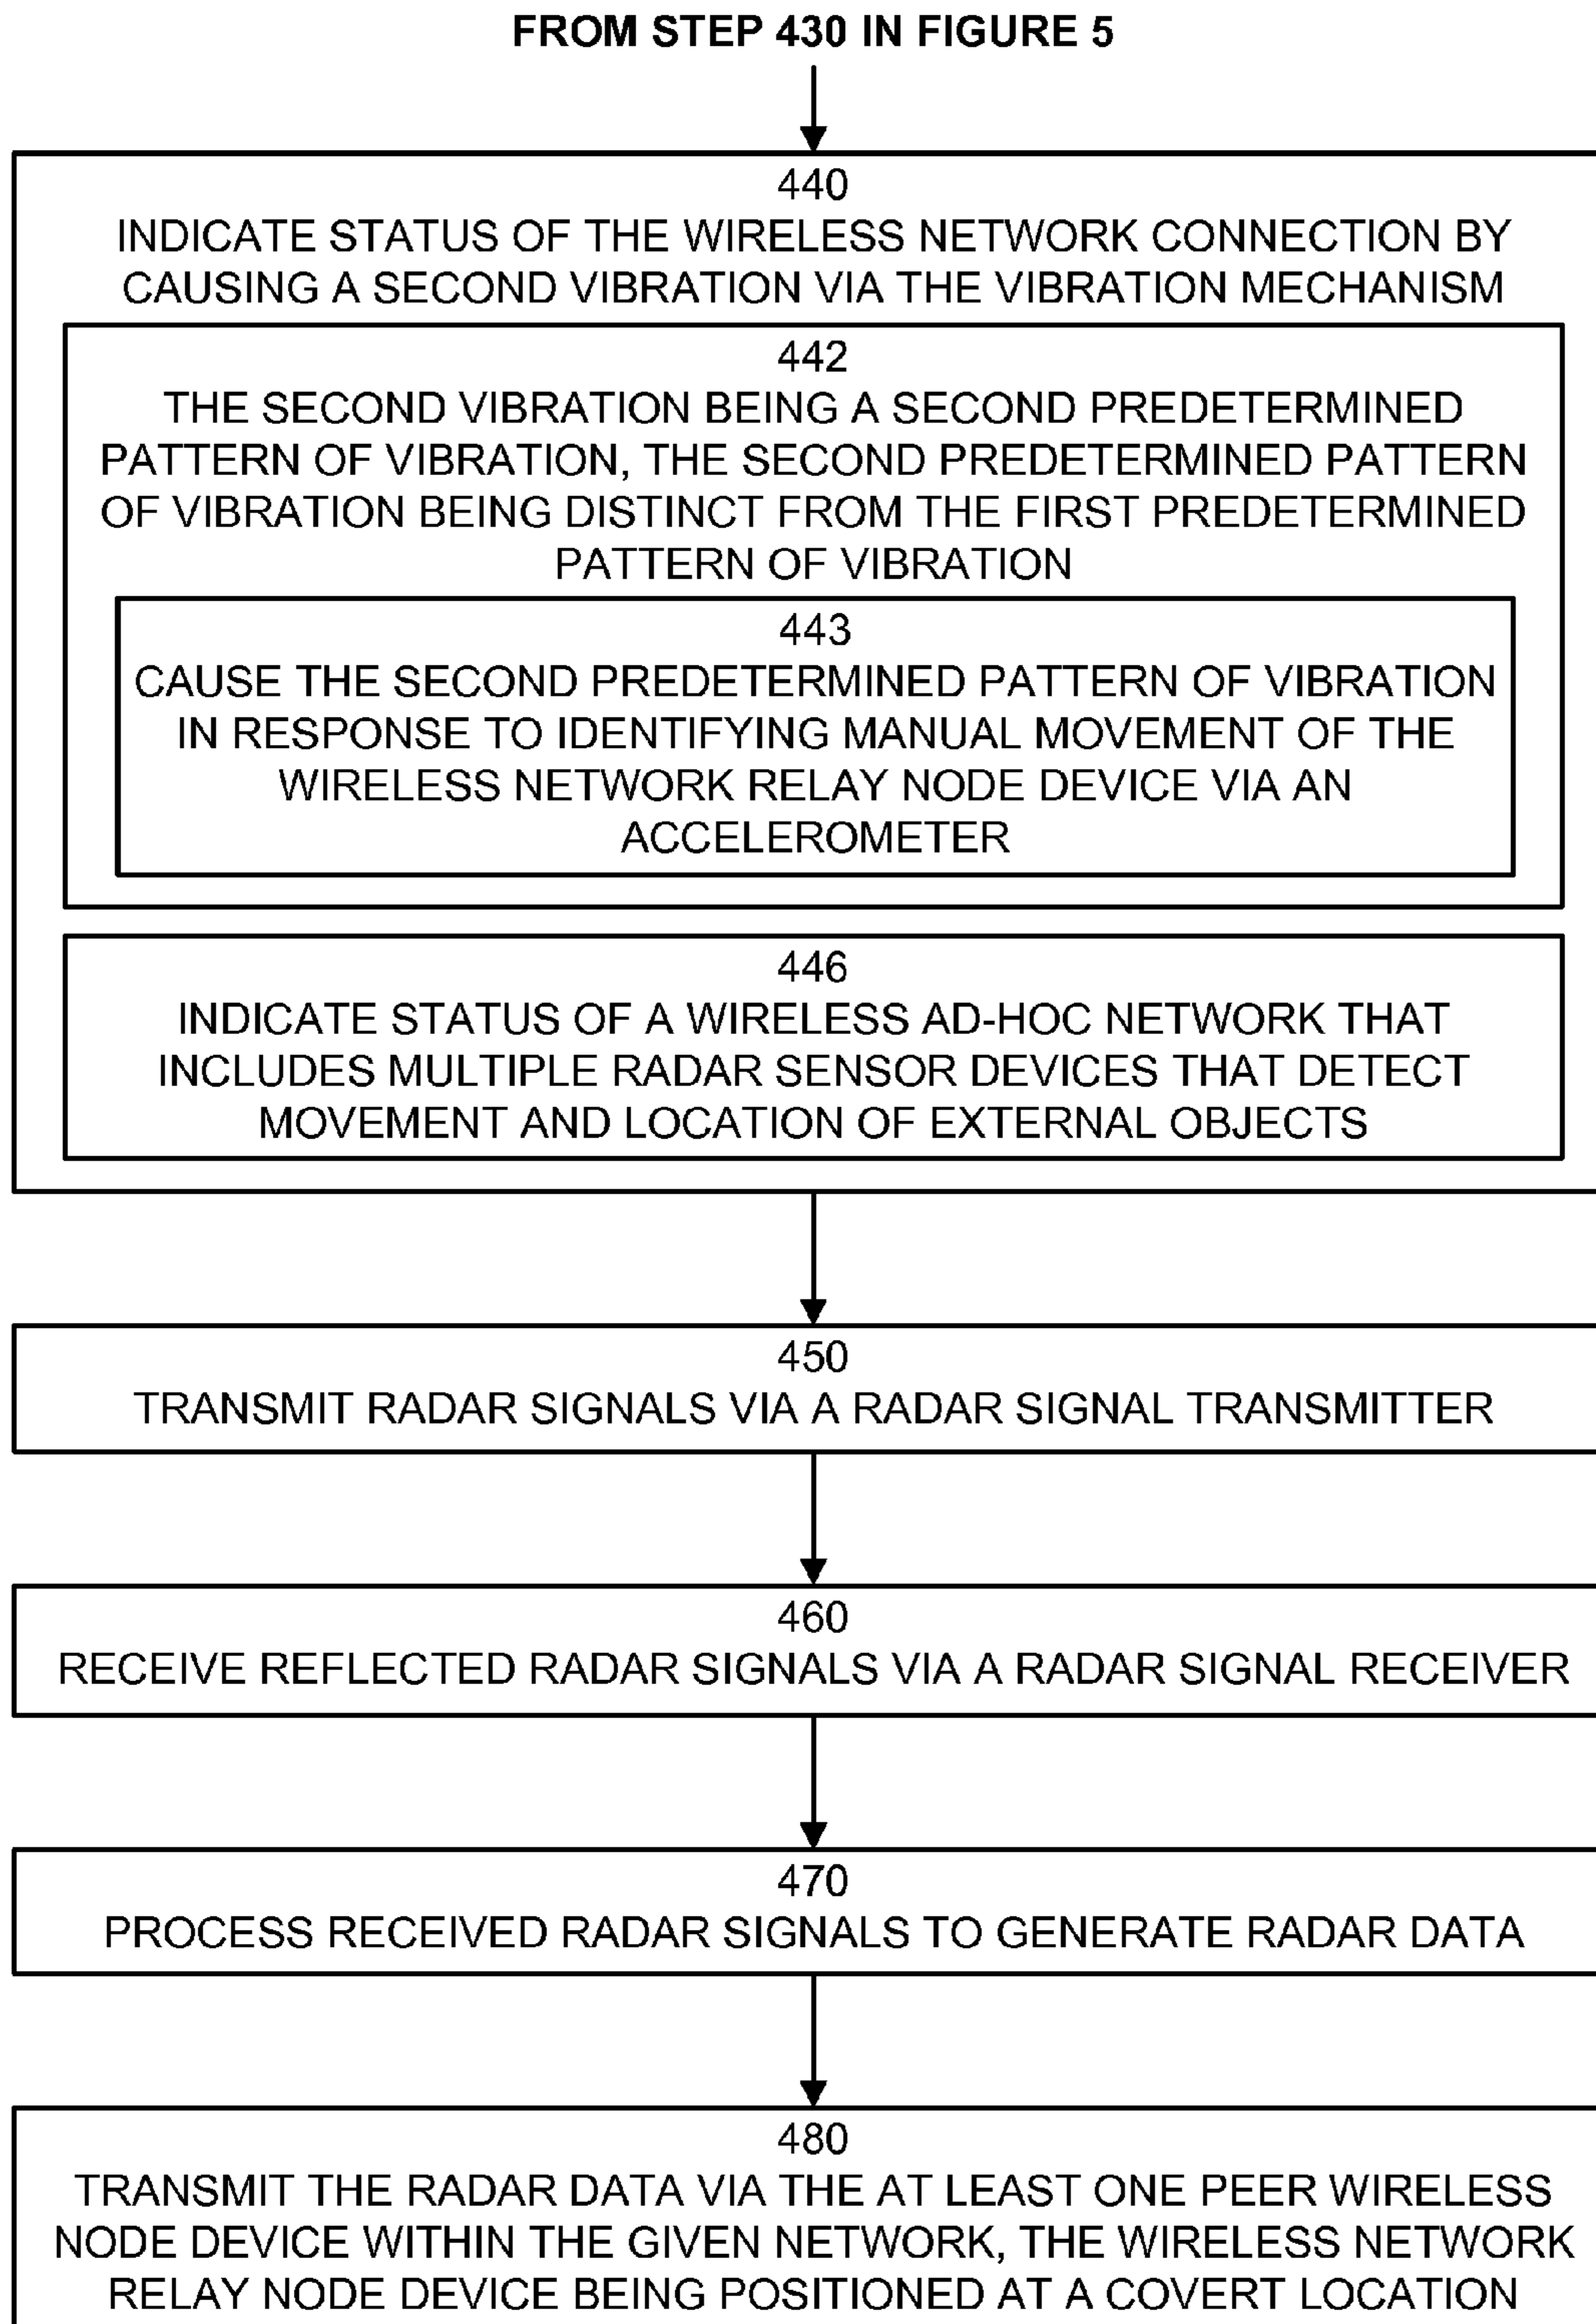 FROM STEP 430 IN FIGURE 5
440
INDICATE STATUS OF THE WIRELESS NETWORK CONNECTION BY
CAUSING A SECOND VIBRATION VIA THE VIBRATION MECHANISM
442
THE SECOND VIBRATION BEING A SECOND PREDETERMINED
PATTERN OF VIBRATION, THE SECOND PREDETERMINED PATTERN
OF VIBRATION BEING DISTINCT FROM THE FIRST PREDETERMINED
PATTERN OF VIBRATION
443
CAUSE THE SECOND PREDETERMINED PATTERN OF VIBRATION
IN RESPONSE TO IDENTIFYING MANUAL MOVEMENT OF THE
WIRELESS NETWORK RELAY NODE DEVICE VIA AN
ACCELEROMETER
446
INDICATE STATUS OF A WIRELESS AD-HOC NETWORK THAT
INCLUDES MULTIPLE RADAR SENSOR DEVICES THAT DETECT
MOVEMENT AND LOCATION OF EXTERNAL OBJECTS
450
TRANSMIT RADAR SIGNALS VIA A RADAR SIGNAL TRANSMITTER
460
RECEIVE REFLECTED RADAR SIGNALS VIA A RADAR SIGNAL RECEIVER
470
PROCESS RECEIVED RADAR SIGNALS TO GENERATE RADAR DATA
480
TRANSMIT THE RADAR DATA VIA THE AT LEAST ONE PEER WIRELESS
NODE DEVICE WITHIN THE GIVEN NETWORK, THE WIRELESS NETWORK
RELAY NODE DEVICE BEING POSITIONED AT A COVERT LOCATION